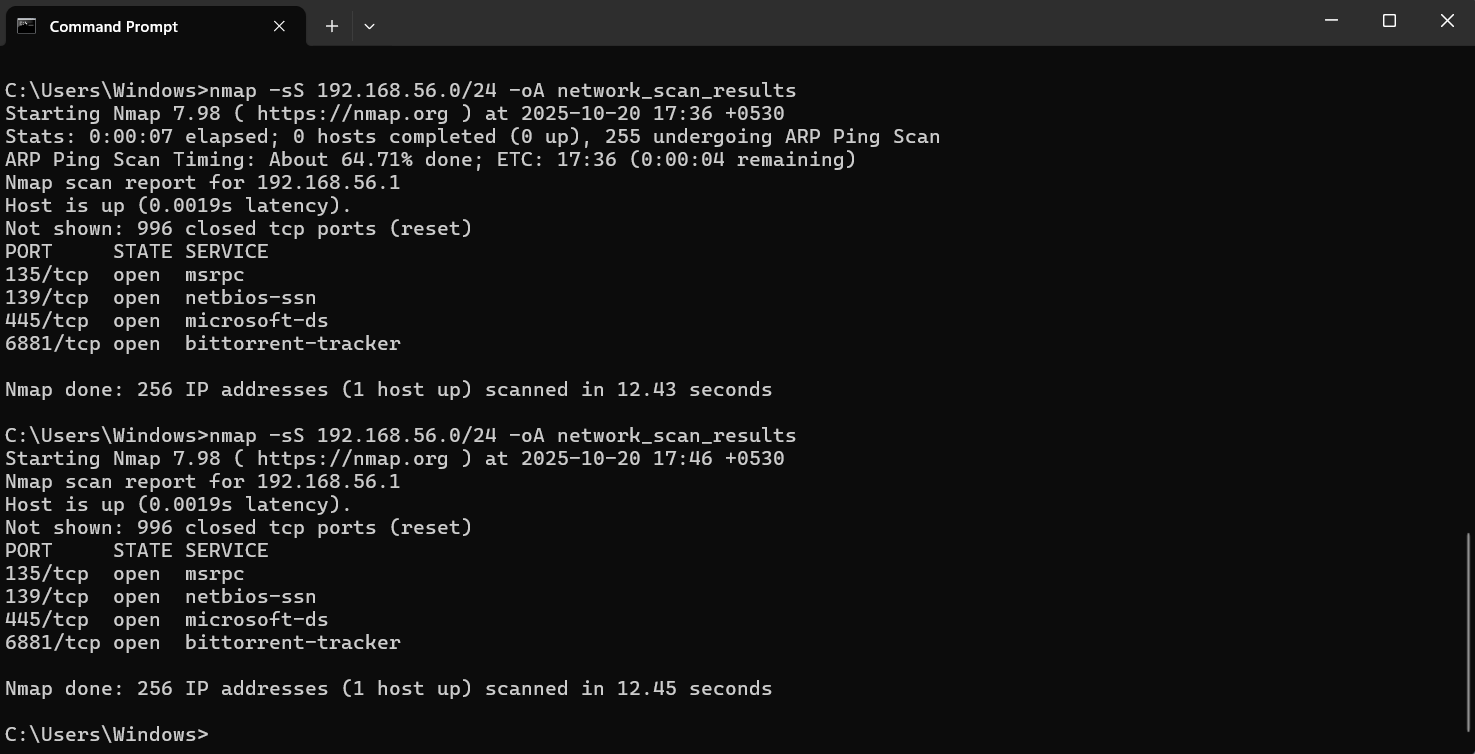 Command Prompt
C:\Users\Windows>nmap -sS 192.168.56.0/24 -oA network_scan_results
Starting Nmap 7.98 ( https://nmap.org ) at 2025-10-20 17:36 +0530
Stats: 0:00:07 elapsed; 0 hosts completed (0 up), 255 undergoing ARP Ping Scan
ARP Ping Scan Timing: About 64.71% done; ETC: 17:36 (0:00:04 remaining)
Nmap scan report for 192.168.56.1
Host is up (0.0019s latency).
Not shown: 996 closed tcp ports (reset)
PORT     STATE SERVICE
135/tcp  open  msrpc
139/tcp  open  netbios-ssn
445/tcp  open  microsoft-ds
6881/tcp open  bittorrent-tracker
Nmap done: 256 IP addresses (1 host up) scanned in 12.43 seconds
C:\Users\Windows>nmap -sS 192.168.56.0/24 -oA network_scan_results
Starting Nmap 7.98 ( https://nmap.org ) at 2025-10-20 17:46 +0530
Nmap scan report for 192.168.56.1
Host is up (0.0019s latency).
Not shown: 996 closed tcp ports (reset)
PORT     STATE SERVICE
135/tcp  open  msrpc
139/tcp  open  netbios-ssn
445/tcp  open  microsoft-ds
6881/tcp open  bittorrent-tracker
Nmap done: 256 IP addresses (1 host up) scanned in 12.45 seconds
C:\Users\Windows>